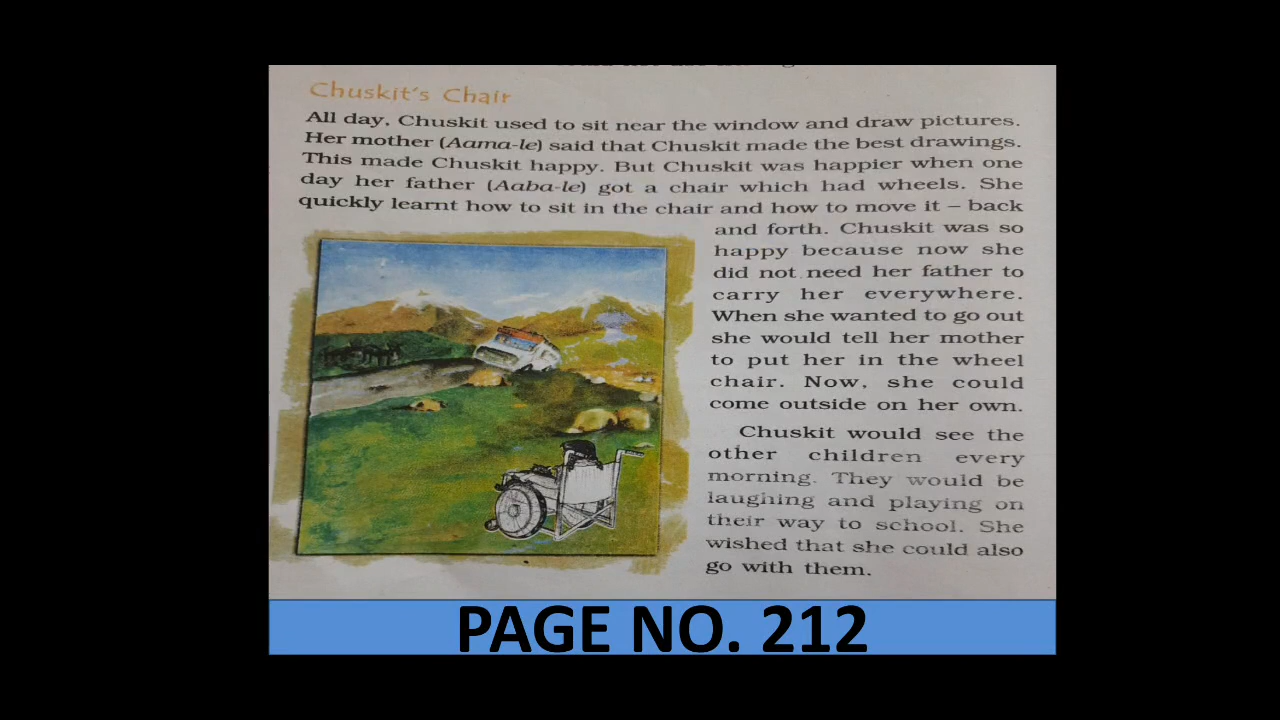 Chuskit's Chair
All day, Chuskit used to sit near the window and draw pictures.
Her mother (Aama-le) said that Chuskit made the best drawings.
This made Chuskit happy. But Chuskit was happier when one
day her father (Aaba-le) got a chair which had wheels. She
quickly learnt how to sit in the chair and how to move it – back
and forth. Chuskit was so
happy because now she
did not need her father to
carry her everywhere.
When she wanted to go out
she would tell her mother
to put her in the wheel
chair. Now, she could
come outside on her own.
Chuskit would see the
other children every
morning. They would be
laughing and playing on
their way to school. She
wished that she could also
go with them.
PAGE NO. 212